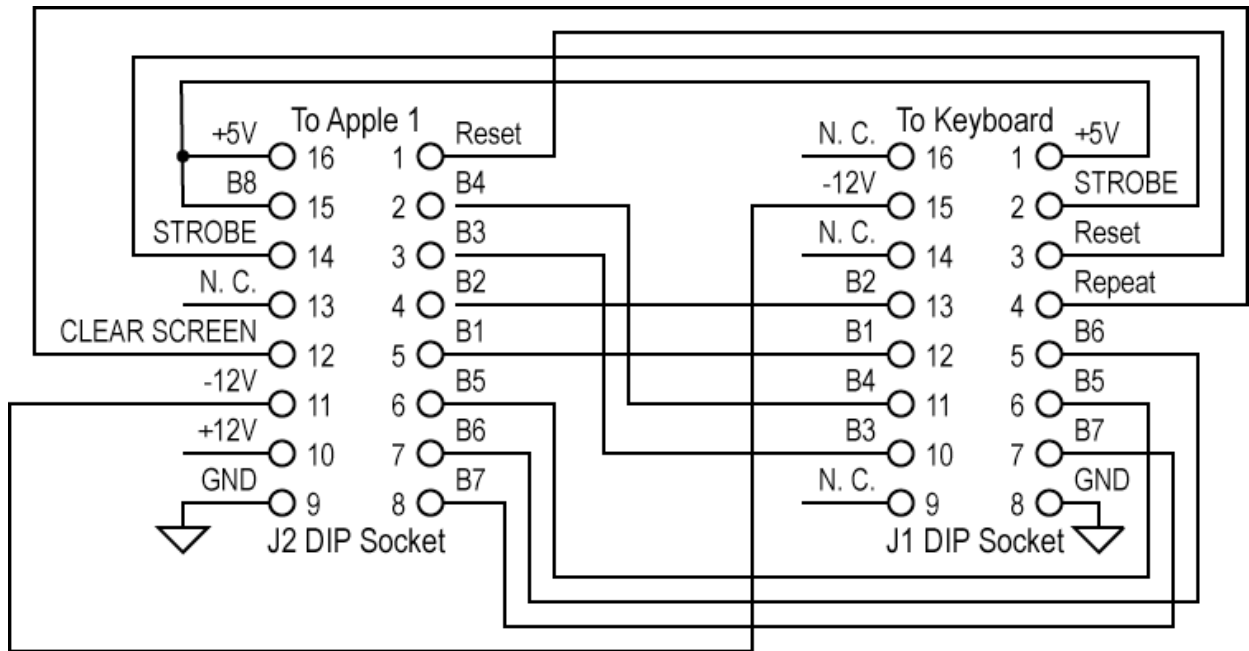 To Apple 1
+5V 16 1 Reset
B8 15 2 B4
STROBE 14 3 B3
N. C. 13 4 B2
CLEAR SCREEN 12 5 B1
-12V 11 6 B5
+12V 10 7 B6
GND 9 8 B7
J2 DIP Socket
To Keyboard
N. C. 16 1 +5V
-12V 15 2 STROBE
N. C. 14 3 Reset
B2 13 4 Repeat
B1 12 5 B6
B4 11 6 B5
B3 10 7 B7
N. C. 9 8 GND
J1 DIP Socket